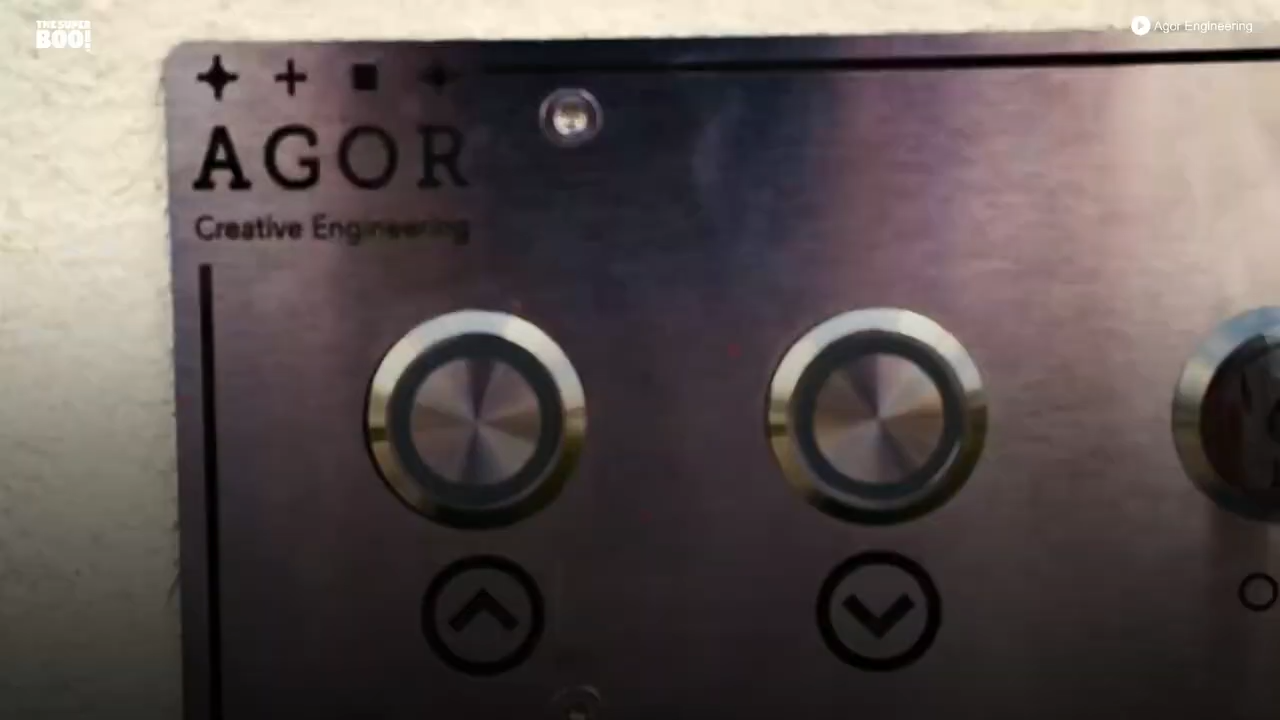 THE SUPER
BOO!
Agor Engineering
AGOR
Creative Engineering